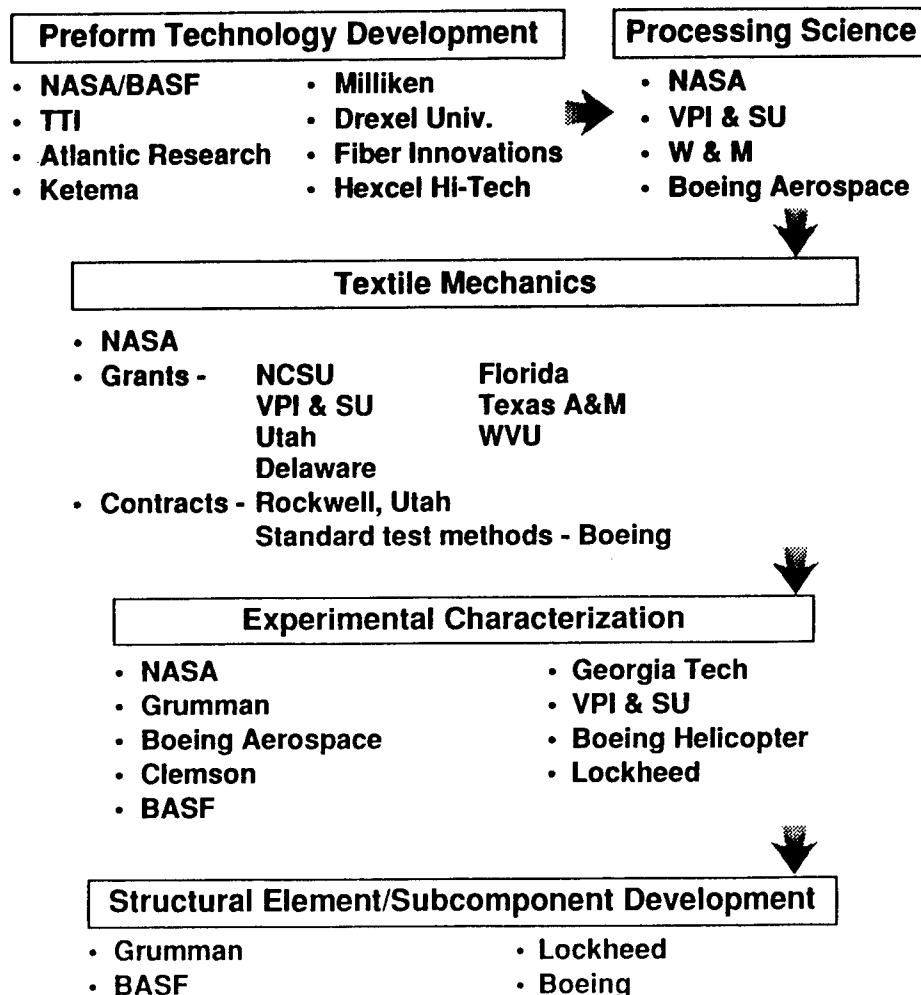 Preform Technology Development
• NASA/BASF
• TTI
• Atlantic Research
• Ketema
• Milliken
• Drexel Univ.
• Fiber Innovations
• Hexcel Hi-Tech
Processing Science
• NASA
• VPI & SU
• W & M
• Boeing Aerospace
Textile Mechanics
• NASA
• Grants - NCSU Florida
VPI & SU Texas A&M
Utah WVU
Delaware
• Contracts - Rockwell, Utah
Standard test methods - Boeing
Experimental Characterization
• NASA
• Grumman
• Boeing Aerospace
• Clemson
• BASF
• Georgia Tech
• VPI & SU
• Boeing Helicopter
• Lockheed
Structural Element/Subcomponent Development
• Grumman
• BASF
• Lockheed
• Boeing